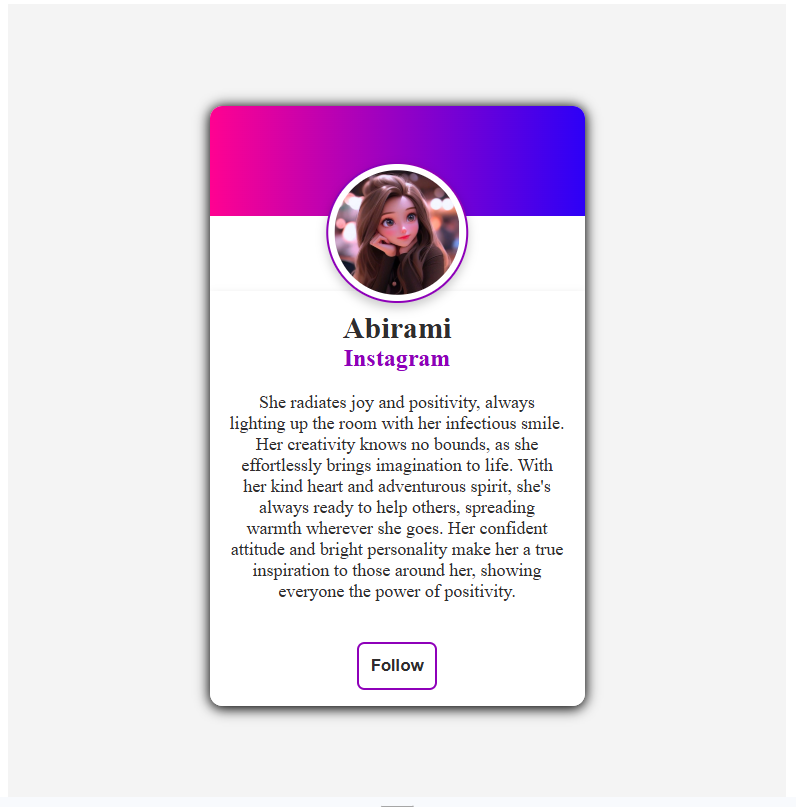 Abirami
Instagram
She radiates joy and positivity, always
lighting up the room with her infectious smile.
Her creativity knows no bounds, as she
effortlessly brings imagination to life. With
her kind heart and adventurous spirit, she's
always ready to help others, spreading
warmth wherever she goes. Her confident
attitude and bright personality make her a true
inspiration to those around her, showing
everyone the power of positivity.
Follow